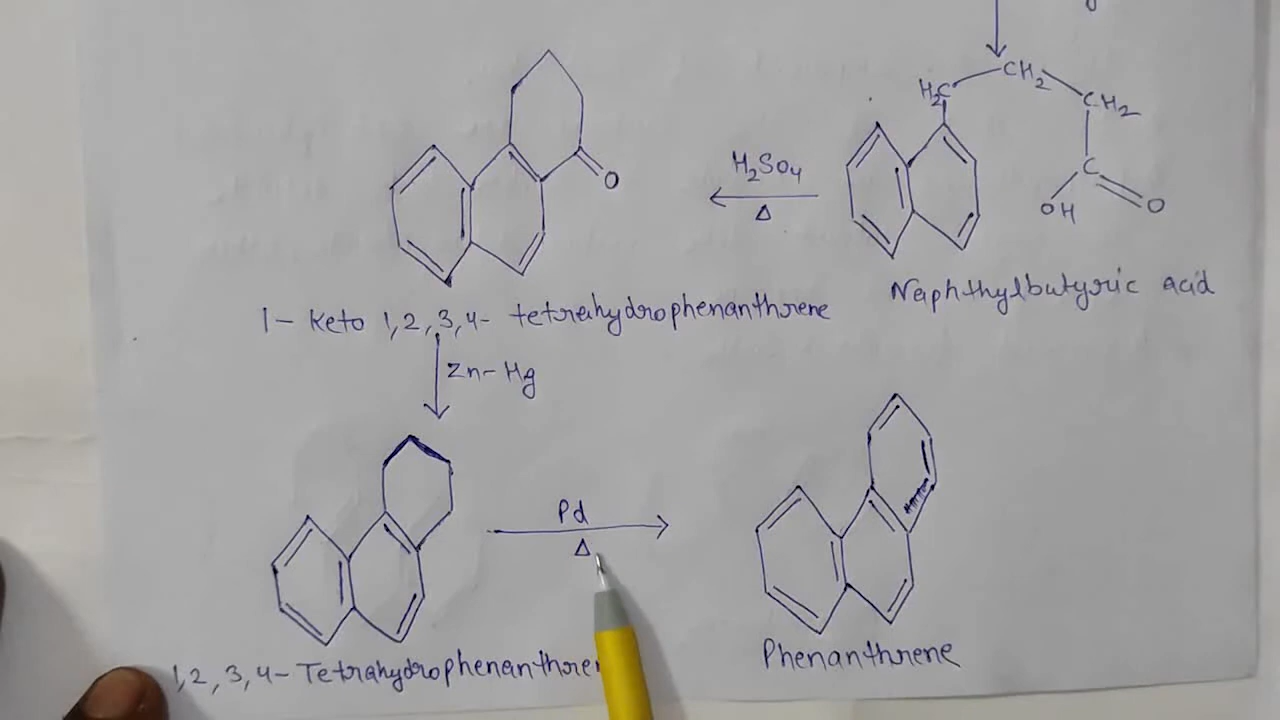 CH2
H2C
CH2
C
O
OH
H2SO4
Δ
O
Naphthylbutyric acid
1- Keto 1,2,3,4- tetrahydrophenanthrene
Zn-Hg
Pd
Δ
1,2,3,4- Tetrahydrophenanthren
Phenanthrene